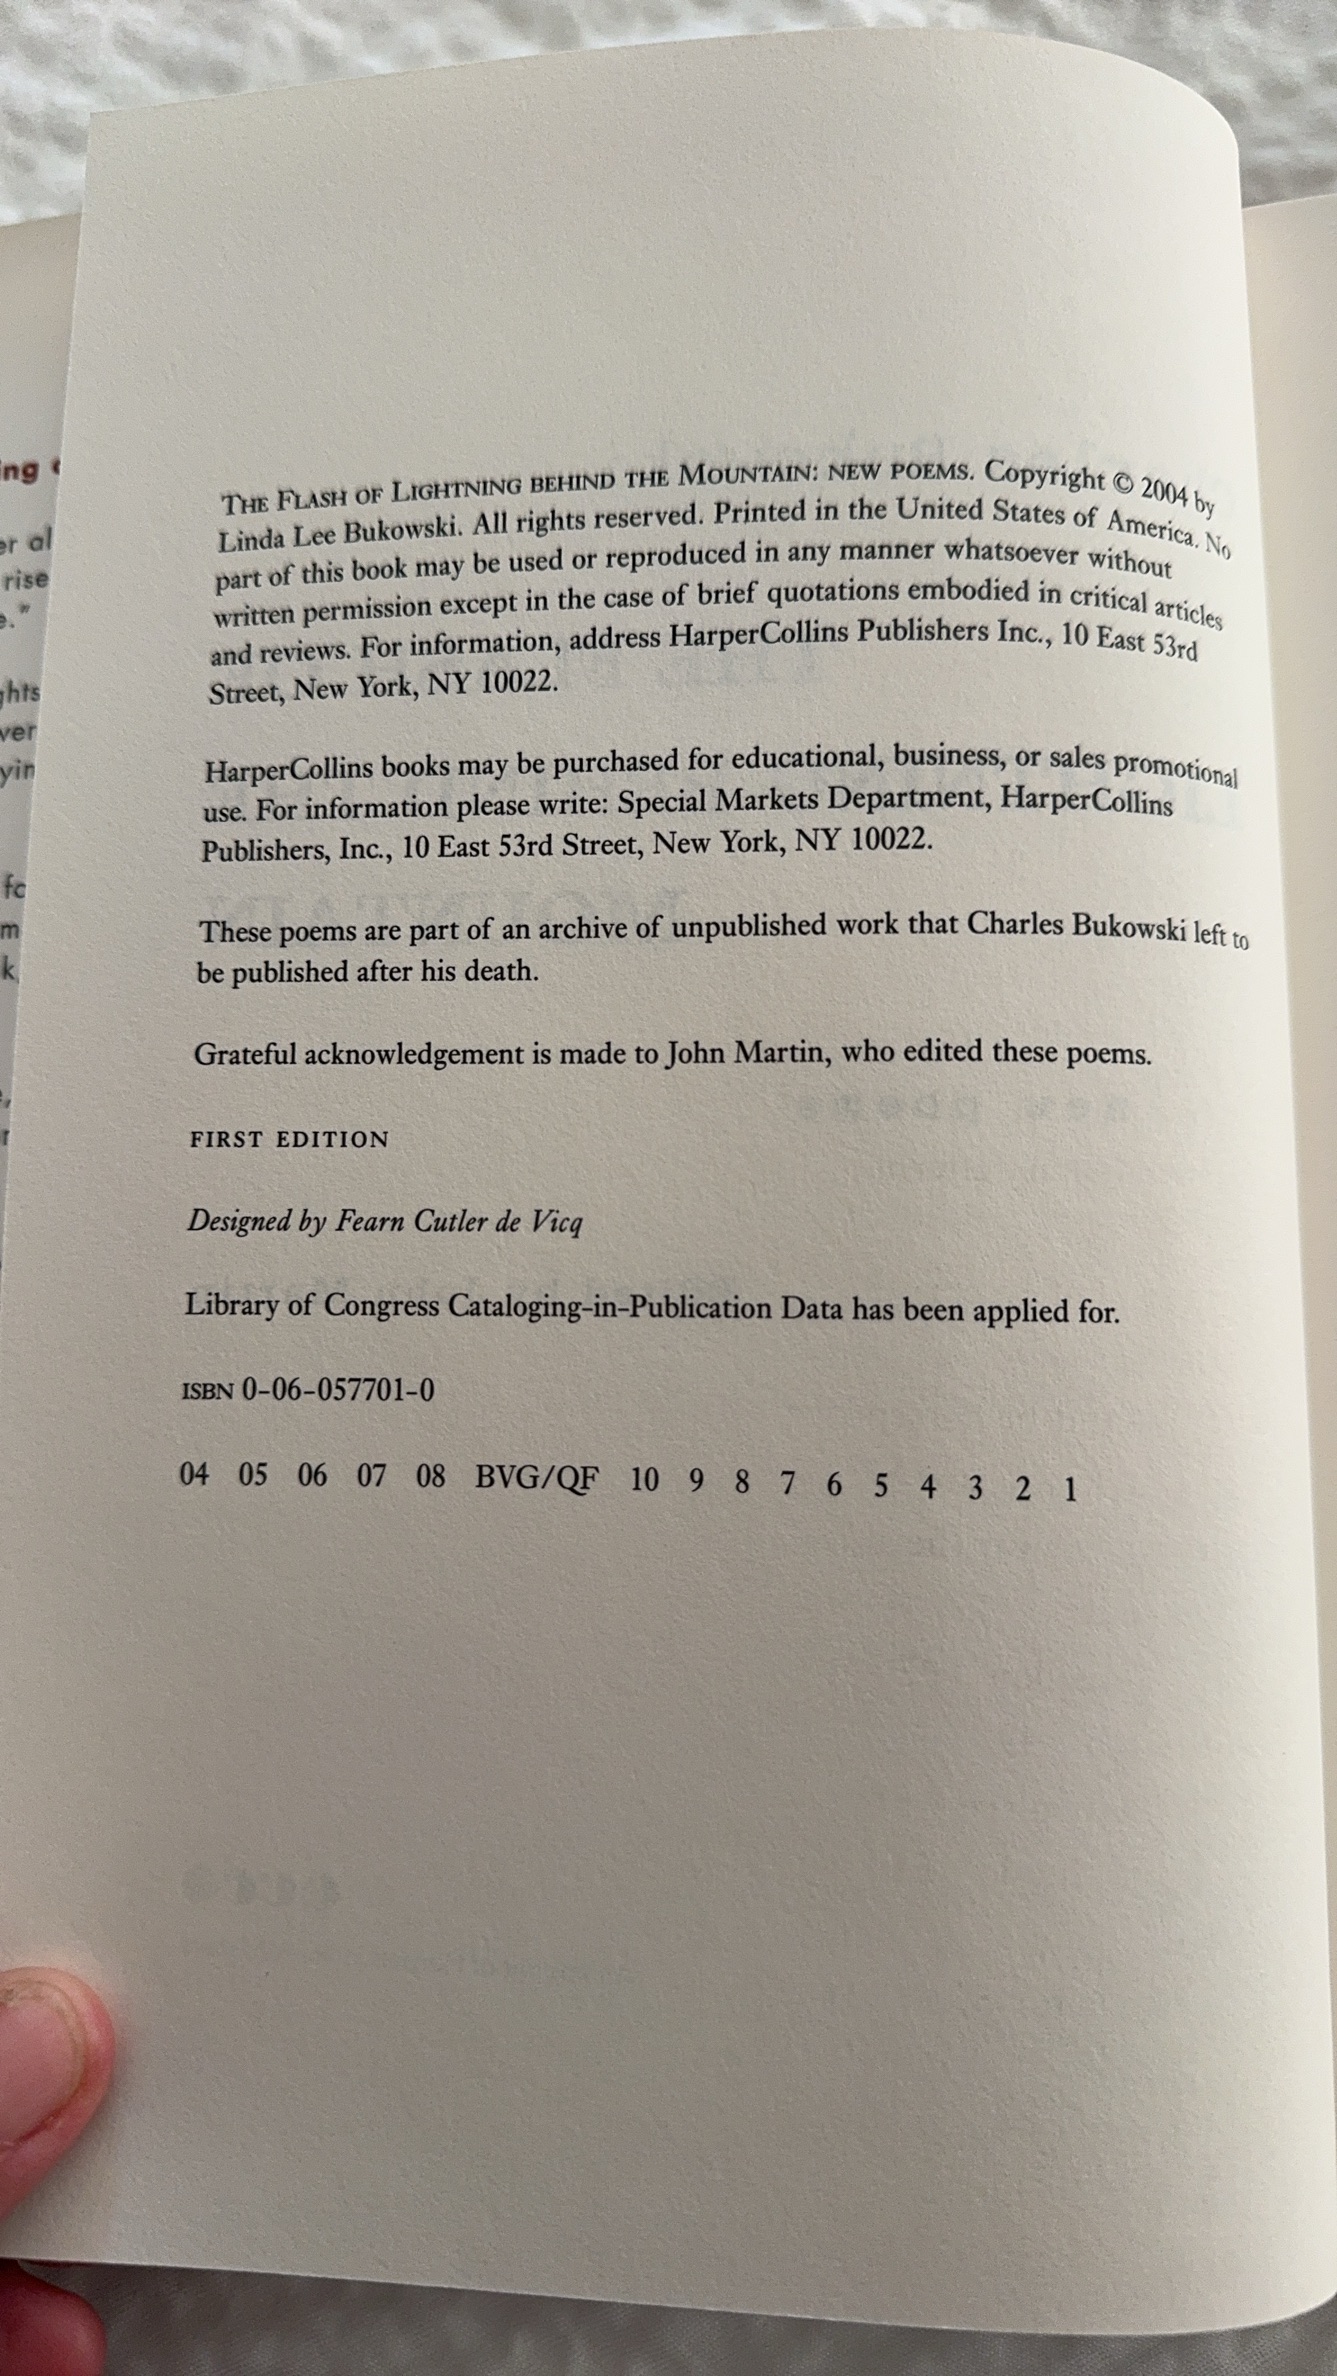 THE FLASH OF LIGHTNING BEHIND THE MOUNTAIN: NEW POEMS. Copyright © 2004 by
Linda Lee Bukowski. All rights reserved. Printed in the United States of America. No
part of this book may be used or reproduced in any manner whatsoever without
written permission except in the case of brief quotations embodied in critical articles
and reviews. For information, address HarperCollins Publishers Inc., 10 East 53rd
Street, New York, NY 10022.
HarperCollins books may be purchased for educational, business, or sales promotional
use. For information please write: Special Markets Department, HarperCollins
Publishers, Inc., 10 East 53rd Street, New York, NY 10022.
These poems are part of an archive of unpublished work that Charles Bukowski left to
be published after his death.
Grateful acknowledgement is made to John Martin, who edited these poems.
FIRST EDITION
Designed by Fearn Cutler de Vicq
Library of Congress Cataloging-in-Publication Data has been applied for.
ISBN 0-06-057701-0
04 05 06 07 08 BVG/QF 10 9 8 7 6 5 4 3 2 1